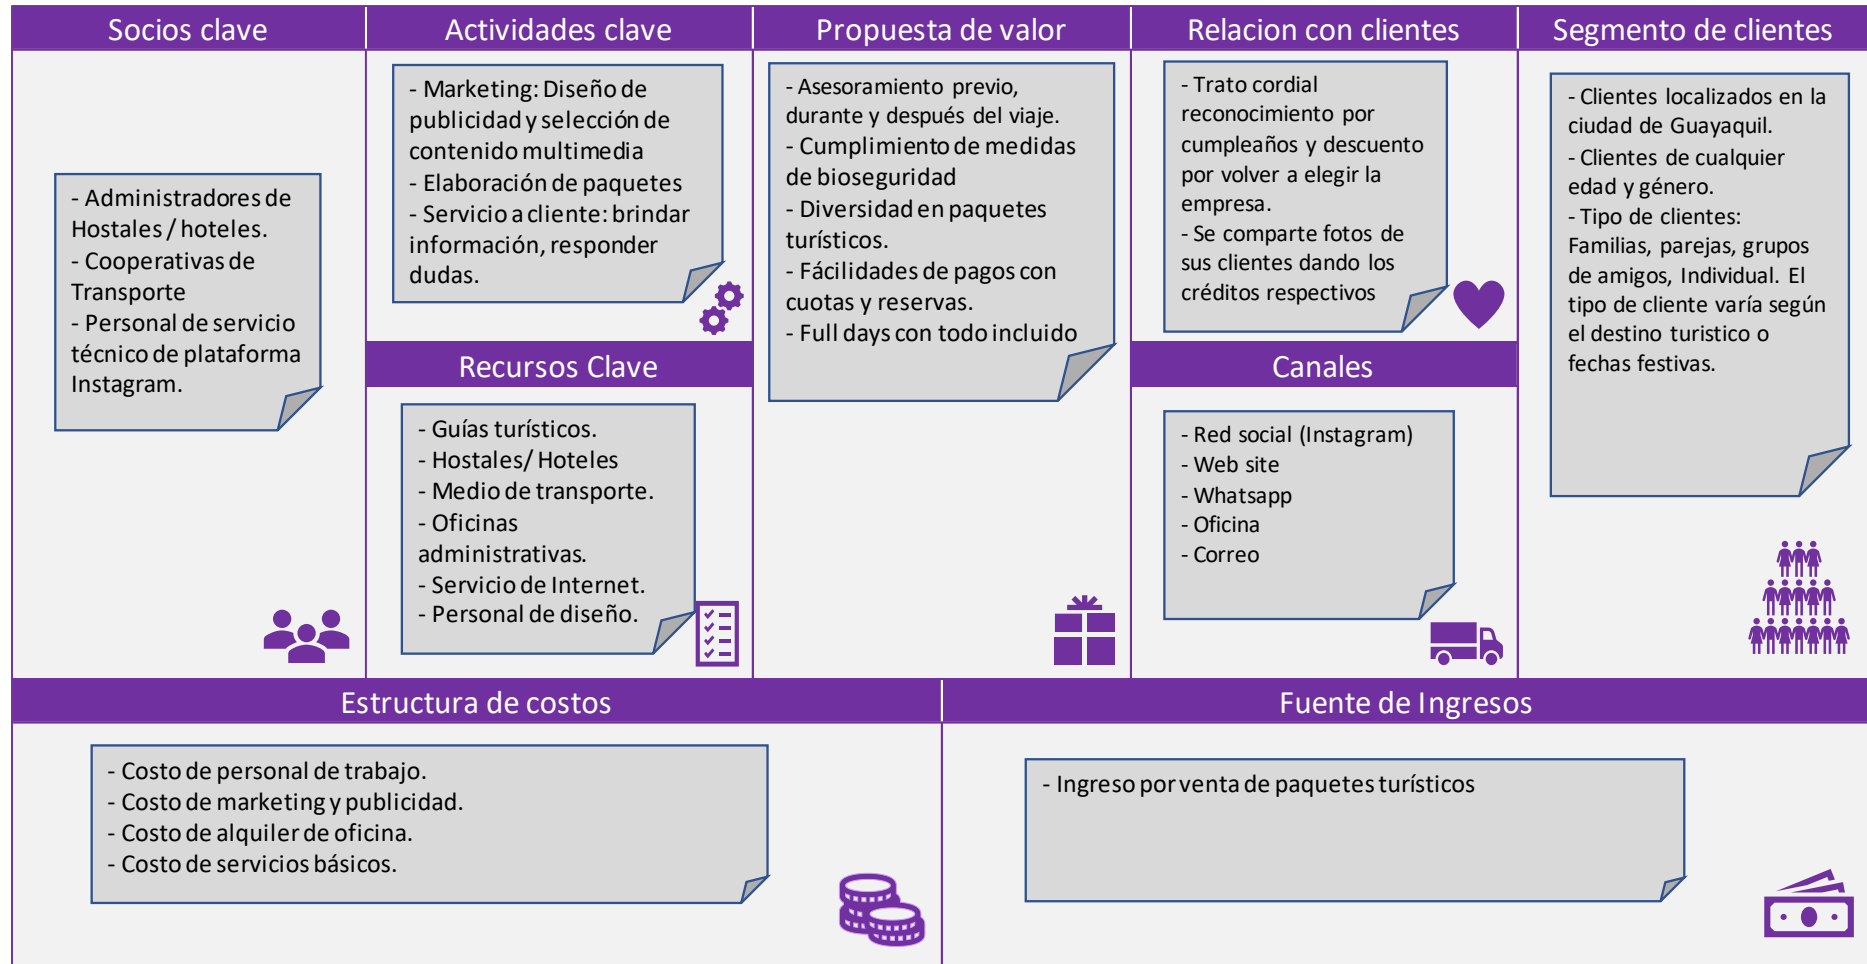 Socios clave
- Administradores de
Hostales / hoteles.
- Cooperativas de
Transporte
- Personal de servicio
técnico de plataforma
Instagram.
Actividades clave
- Marketing: Diseño de
publicidad y selección de
contenido multimedia
- Elaboración de paquetes
- Servicio a cliente: brindar
información, responder
dudas.
Recursos Clave
- Guías turísticos.
- Hostales/ Hoteles
- Medio de transporte.
- Oficinas
administrativas.
- Servicio de Internet.
- Personal de diseño.
Propuesta de valor
- Asesoramiento previo,
durante y después del viaje.
- Cumplimiento de medidas
de bioseguridad
- Diversidad en paquetes
turísticos.
- Fácilidades de pagos con
cuotas y reservas.
- Full days con todo incluido
Relacion con clientes
- Trato cordial
reconocimiento por
cumpleaños y descuento
por volver a elegir la
empresa.
- Se comparte fotos de
sus clientes dando los
créditos respectivos
Canales
- Red social (Instagram)
- Web site
- Whatsapp
- Oficina
- Correo
Segmento de clientes
- Clientes localizados en la
ciudad de Guayaquil.
- Clientes de cualquier
edad y género.
- Tipo de clientes:
Familias, parejas, grupos
de amigos, Individual. El
tipo de cliente varía según
el destino turistico o
fechas festivas.
Estructura de costos
- Costo de personal de trabajo.
- Costo de marketing y publicidad.
- Costo de alquiler de oficina.
- Costo de servicios básicos.
Fuente de Ingresos
- Ingreso por venta de paquetes turísticos